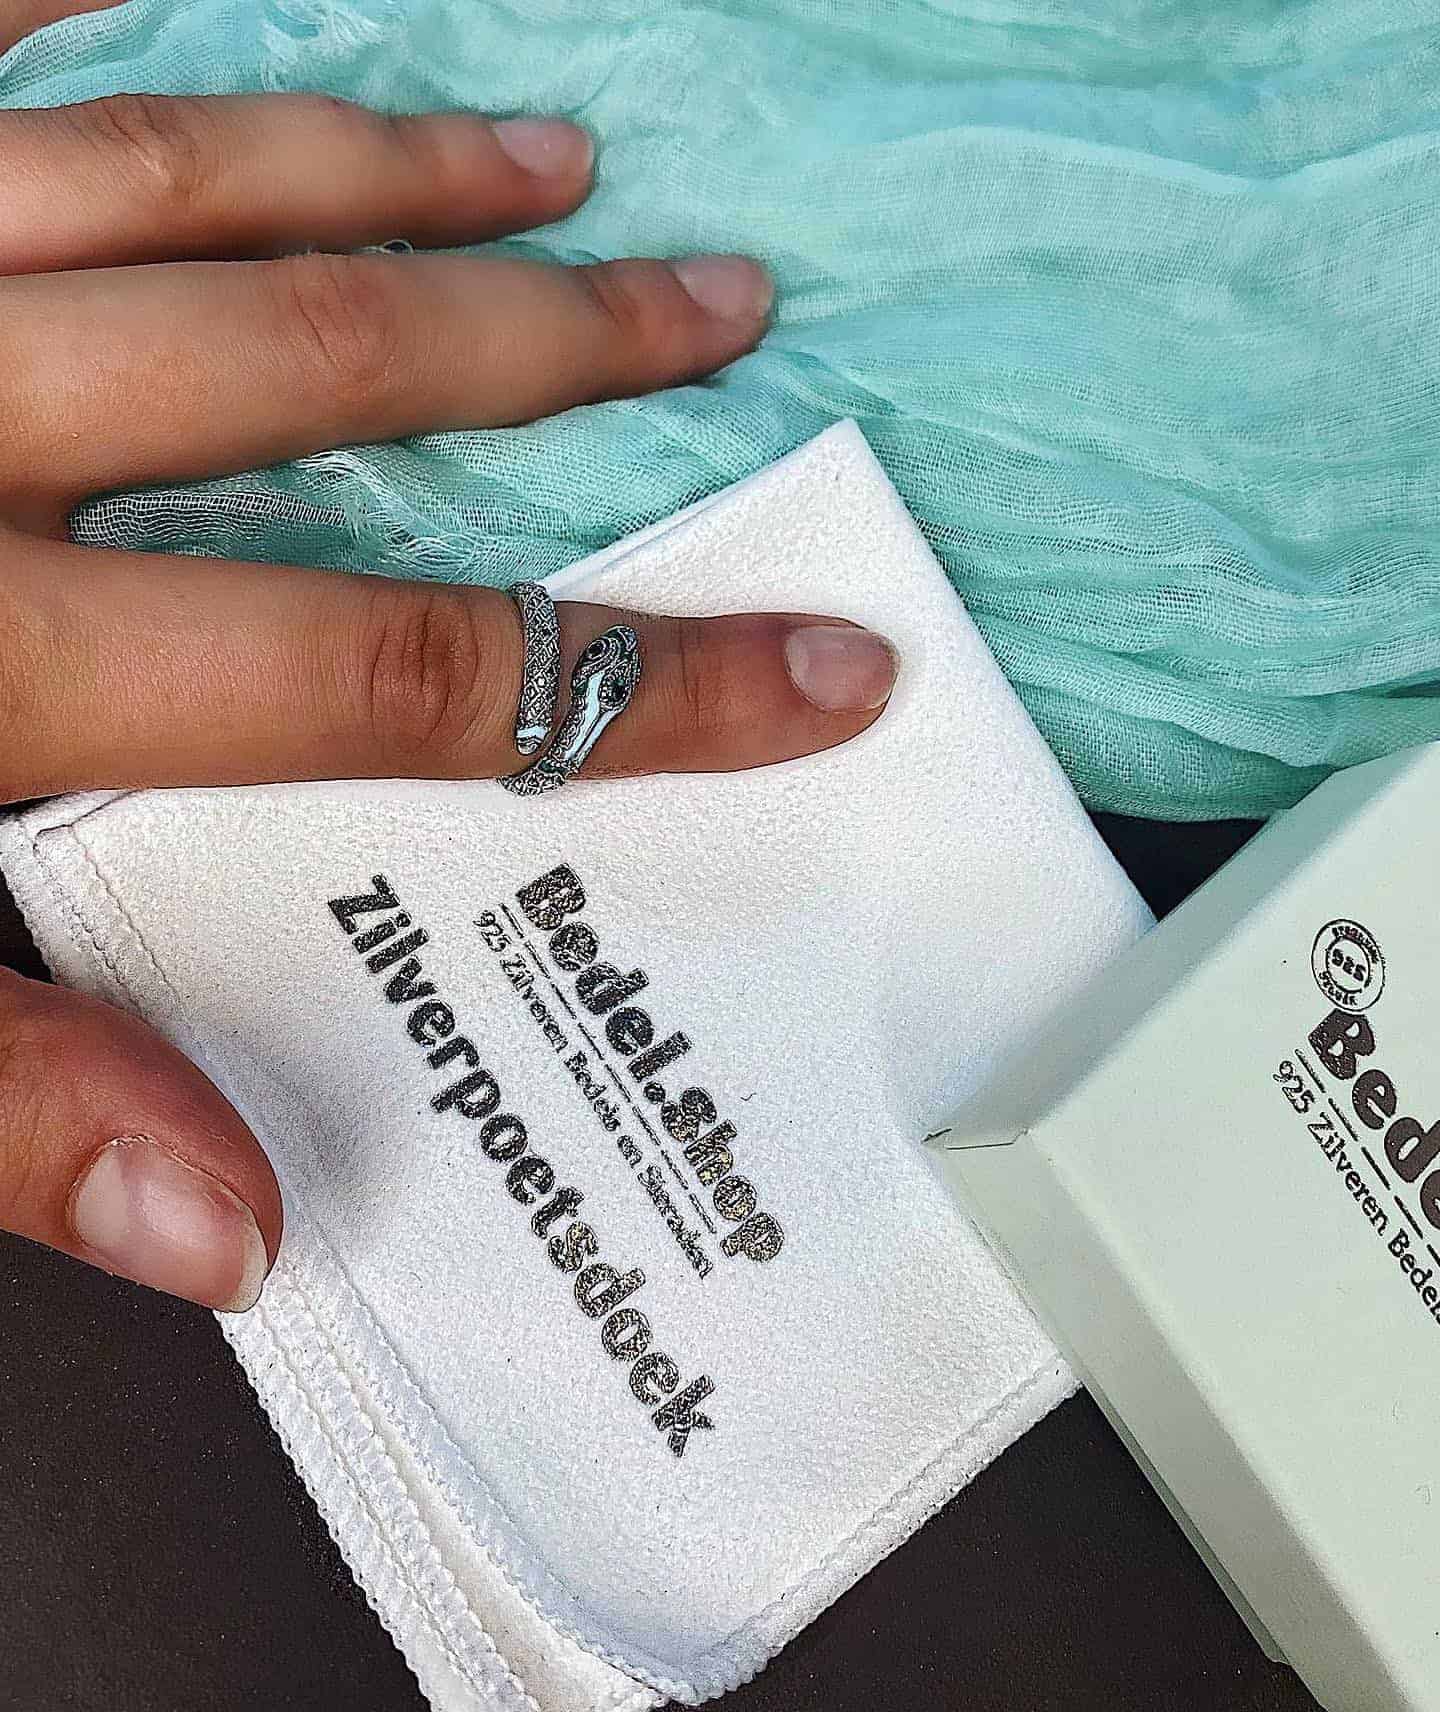 Bedel.Shop
925 Zilveren Bedels en Sieraden
Zilverpoetsdoek
925
Bede
925 Zilveren Bedels